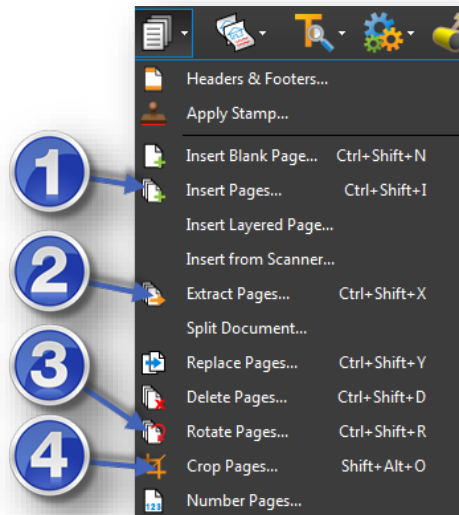 Headers & Footers...
Apply Stamp...
Insert Blank Page... Ctrl+Shift+N
1
Insert Pages... Ctrl+Shift+I
Insert Layered Page...
Insert from Scanner...
2
Extract Pages... Ctrl+Shift+X
Split Document...
Replace Pages... Ctrl+Shift+Y
3
Delete Pages... Ctrl+Shift+D
Rotate Pages... Ctrl+Shift+R
4
Crop Pages... Shift+Alt+O
123
Number Pages...